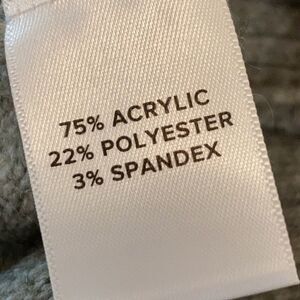 75% ACRYLIC
22% POLYESTER
3% SPANDEX